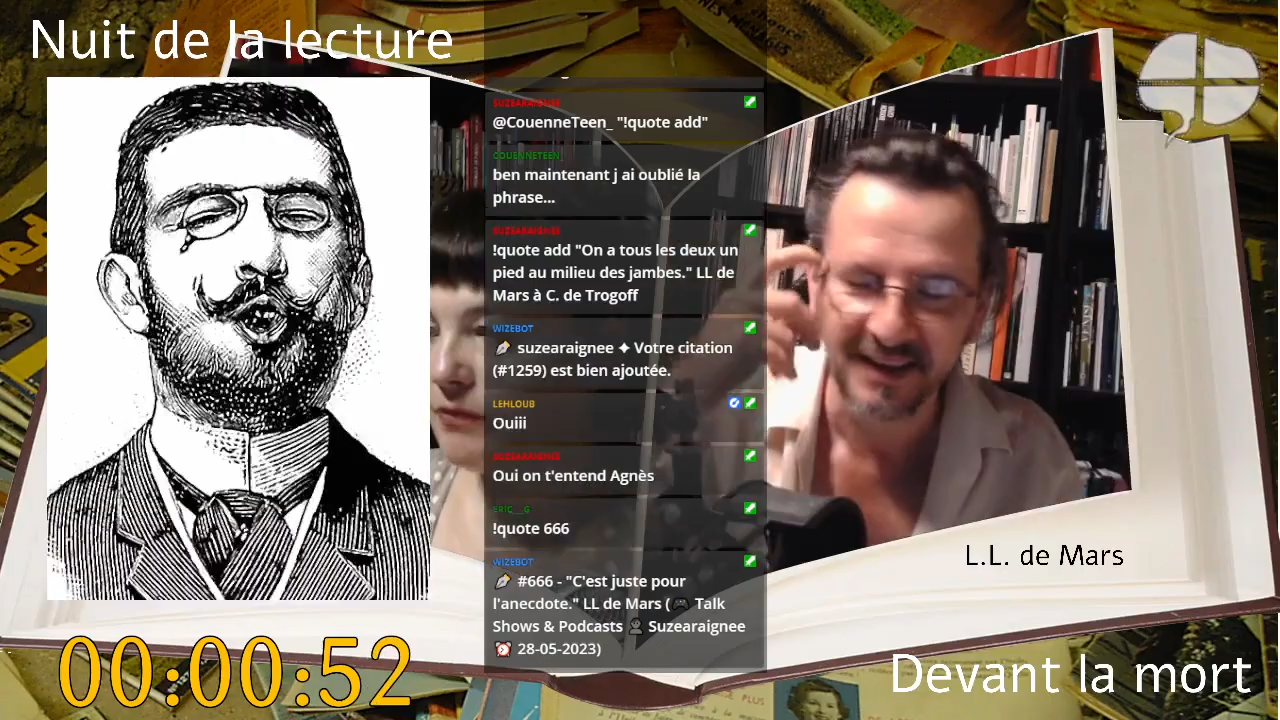 Nuit de la lecture
SUZEARAIGNEE
@CouenneTeen_ "!quote add"
COUENNETEEN_
ben maintenant j ai oublié la
phrase...
SUZEARAIGNEE
!quote add "On a tous les deux un
pied au milieu des jambes." LL de
Mars à C. de Trogoff
WIZEBOT
suzearaignee ✦ Votre citation
(#1259) est bien ajoutée.
LEHLOUB
Ouiii
SUZEARAIGNEE
Oui on t'entend Agnès
ERIC__G
!quote 666
WIZEBOT
#666 - "C'est juste pour
l'anecdote." LL de Mars ( 🎮 Talk
Shows & Podcasts 👤 Suzearaignee
⏰ 28-05-2023)
L.L. de Mars
00:00:52
Devant la mort
PLUS